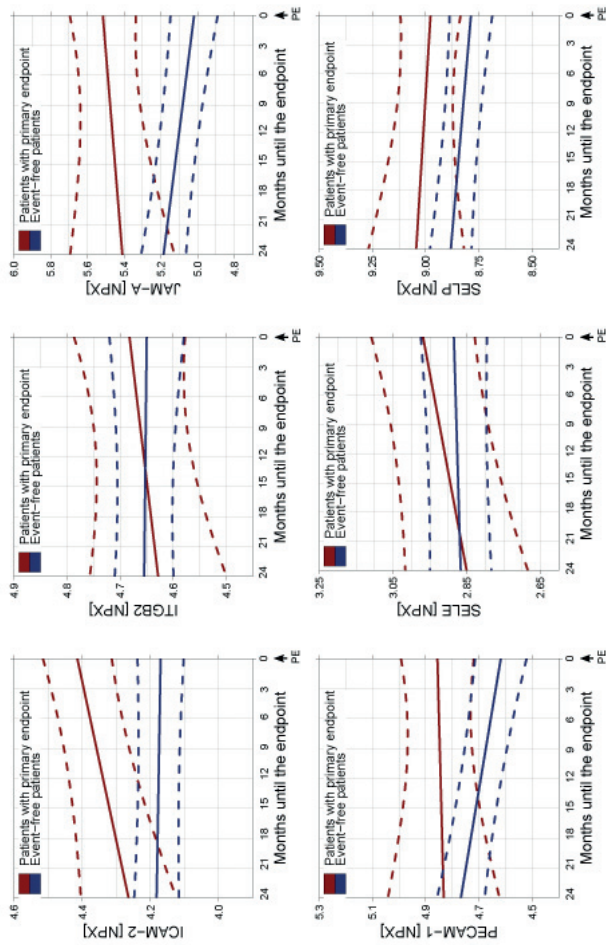 Patients with primary endpoint
Event-free patients
ICAM-2 [NPX]
4.6
4.4
4.2
4.0
24 21 18 15 12 9 6 3 0
Months until the endpoint
PE
Patients with primary endpoint
Event-free patients
ITGB2 [NPX]
4.9
4.8
4.7
4.6
4.5
24 21 18 15 12 9 6 3 0
Months until the endpoint
PE
Patients with primary endpoint
Event-free patients
JAM-A [NPX]
6.0
5.8
5.6
5.4
5.2
5.0
4.8
24 21 18 15 12 9 6 3 0
Months until the endpoint
PE
Patients with primary endpoint
Event-free patients
PECAM-1 [NPX]
5.3
5.1
4.9
4.7
4.5
24 21 18 15 12 9 6 3 0
Months until the endpoint
PE
Patients with primary endpoint
Event-free patients
SELE [NPX]
3.25
3.05
2.85
2.65
24 21 18 15 12 9 6 3 0
Months until the endpoint
PE
Patients with primary endpoint
Event-free patients
SELP [NPX]
9.50
9.25
9.00
8.75
8.50
24 21 18 15 12 9 6 3 0
Months until the endpoint
PE